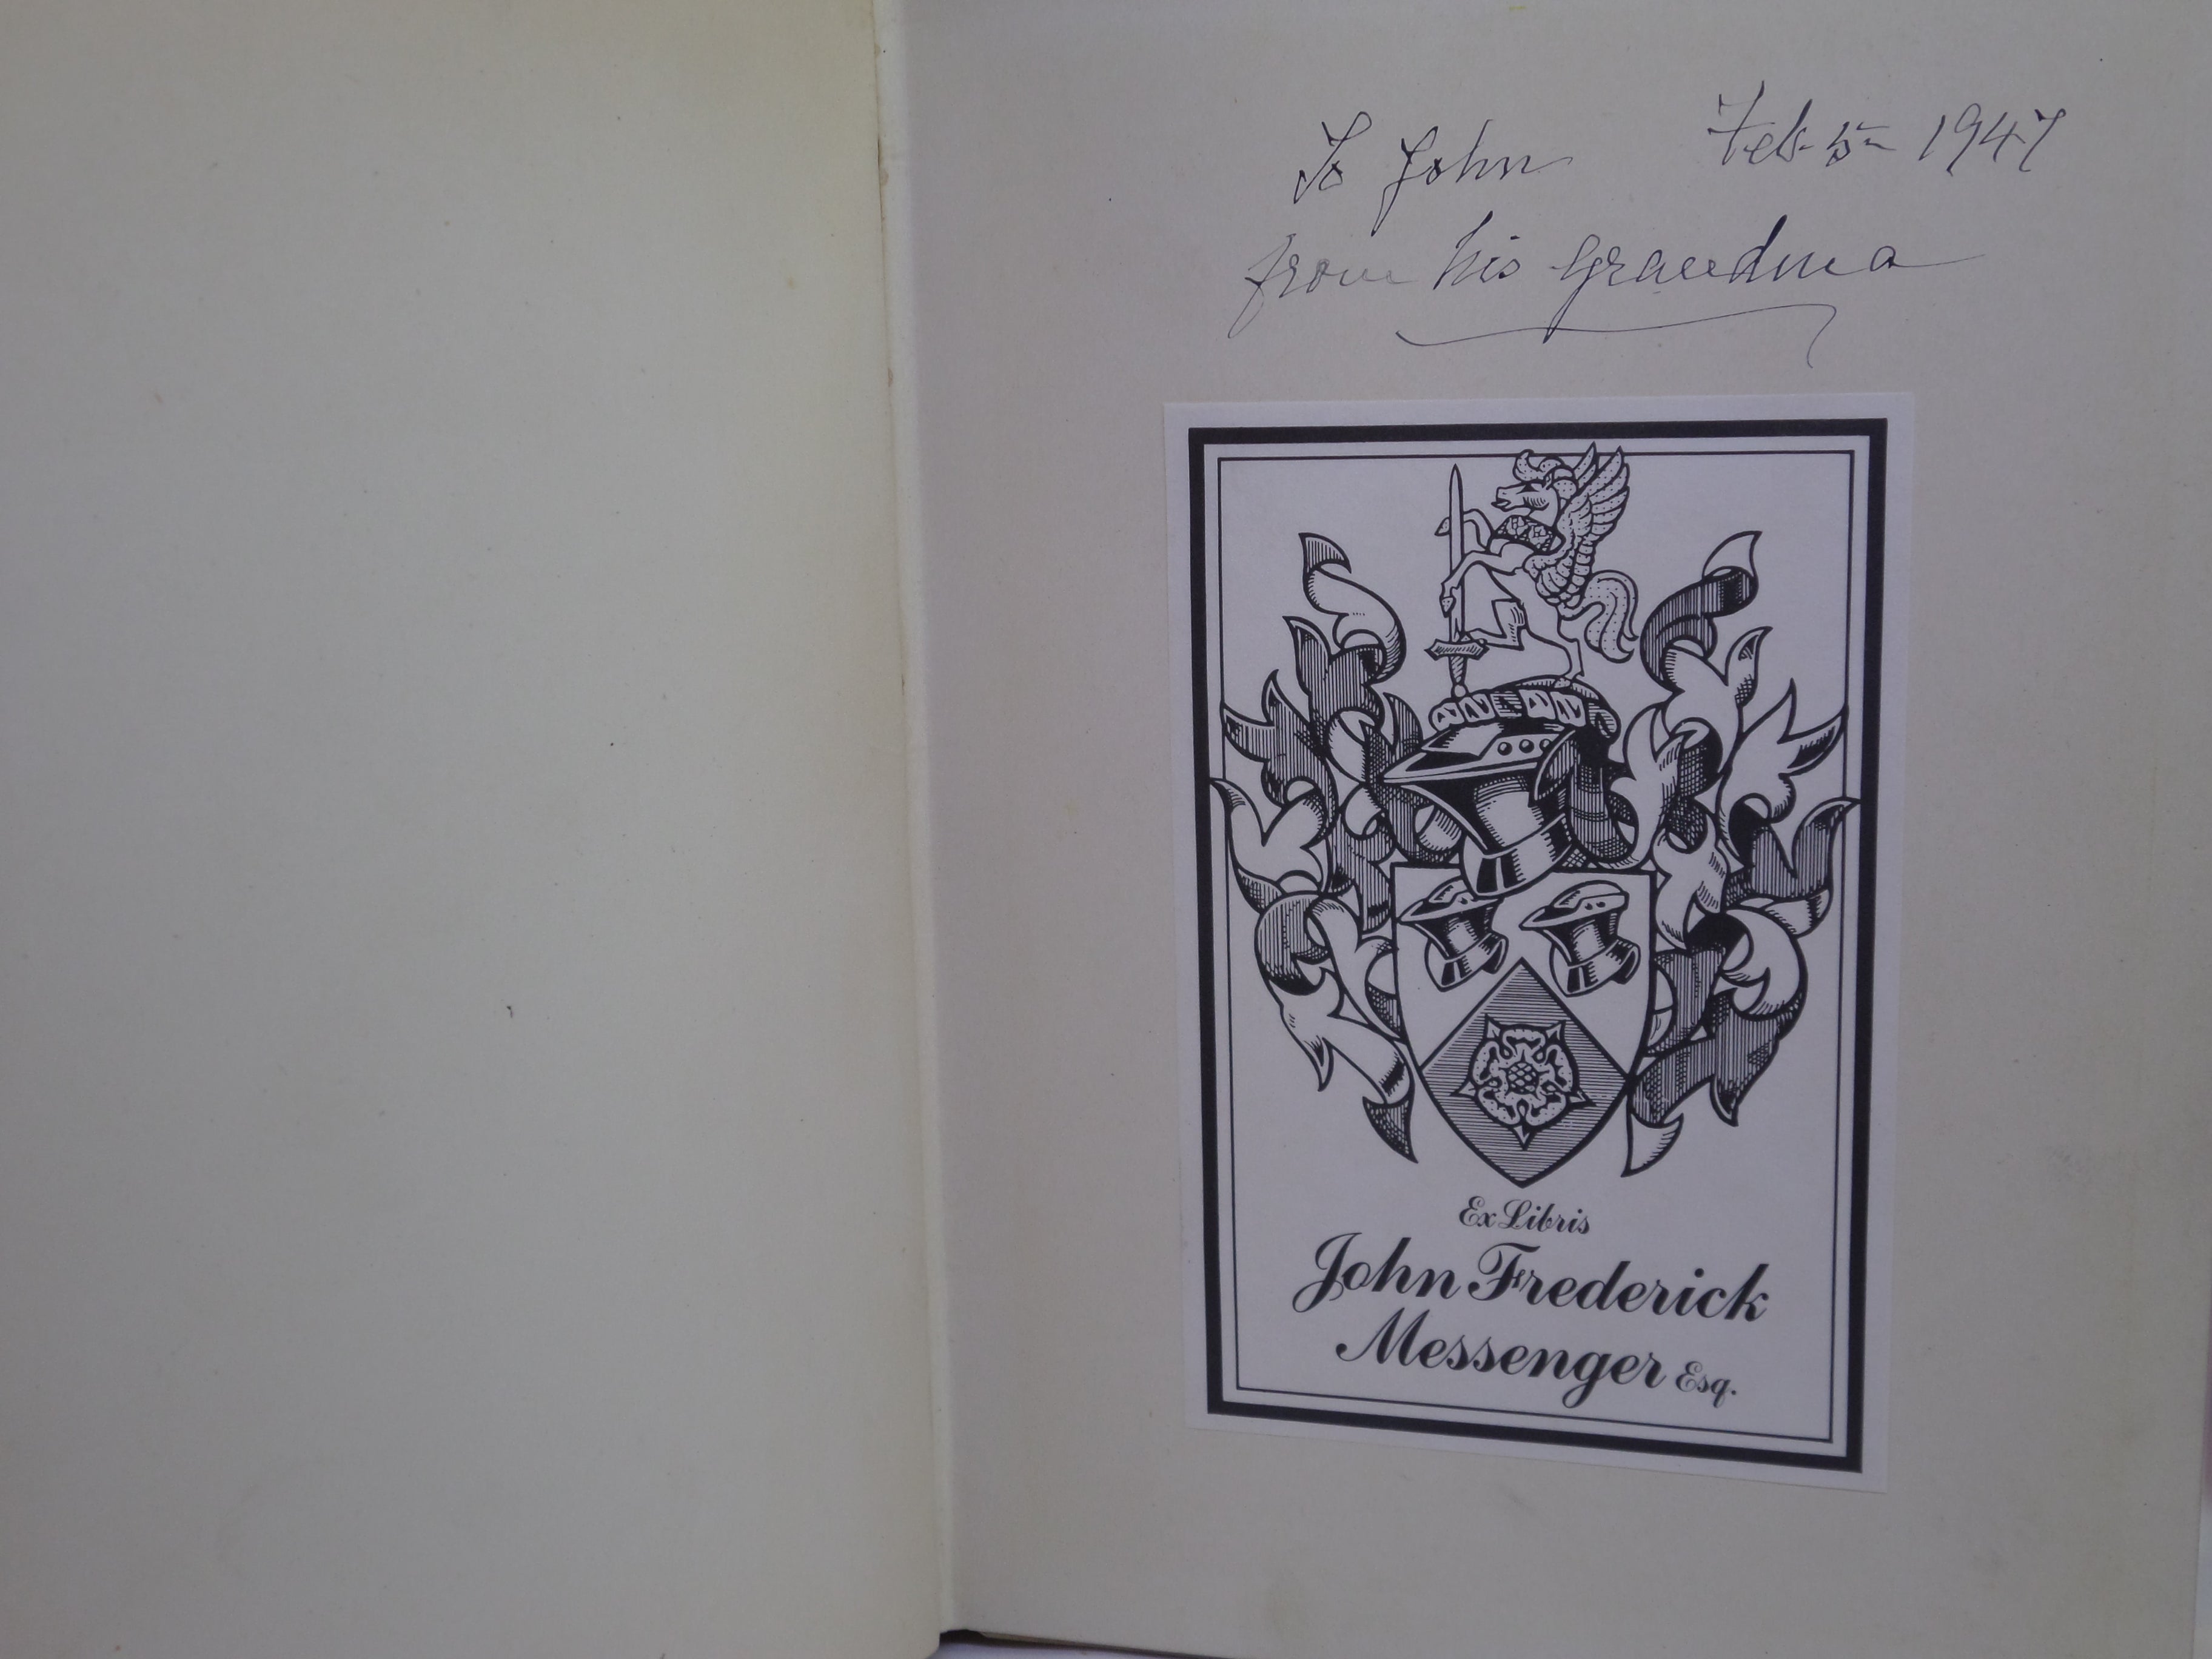 To John Feb. 5th 1947
from his Grandma
Ex Libris
John Frederick
Messenger Esq.